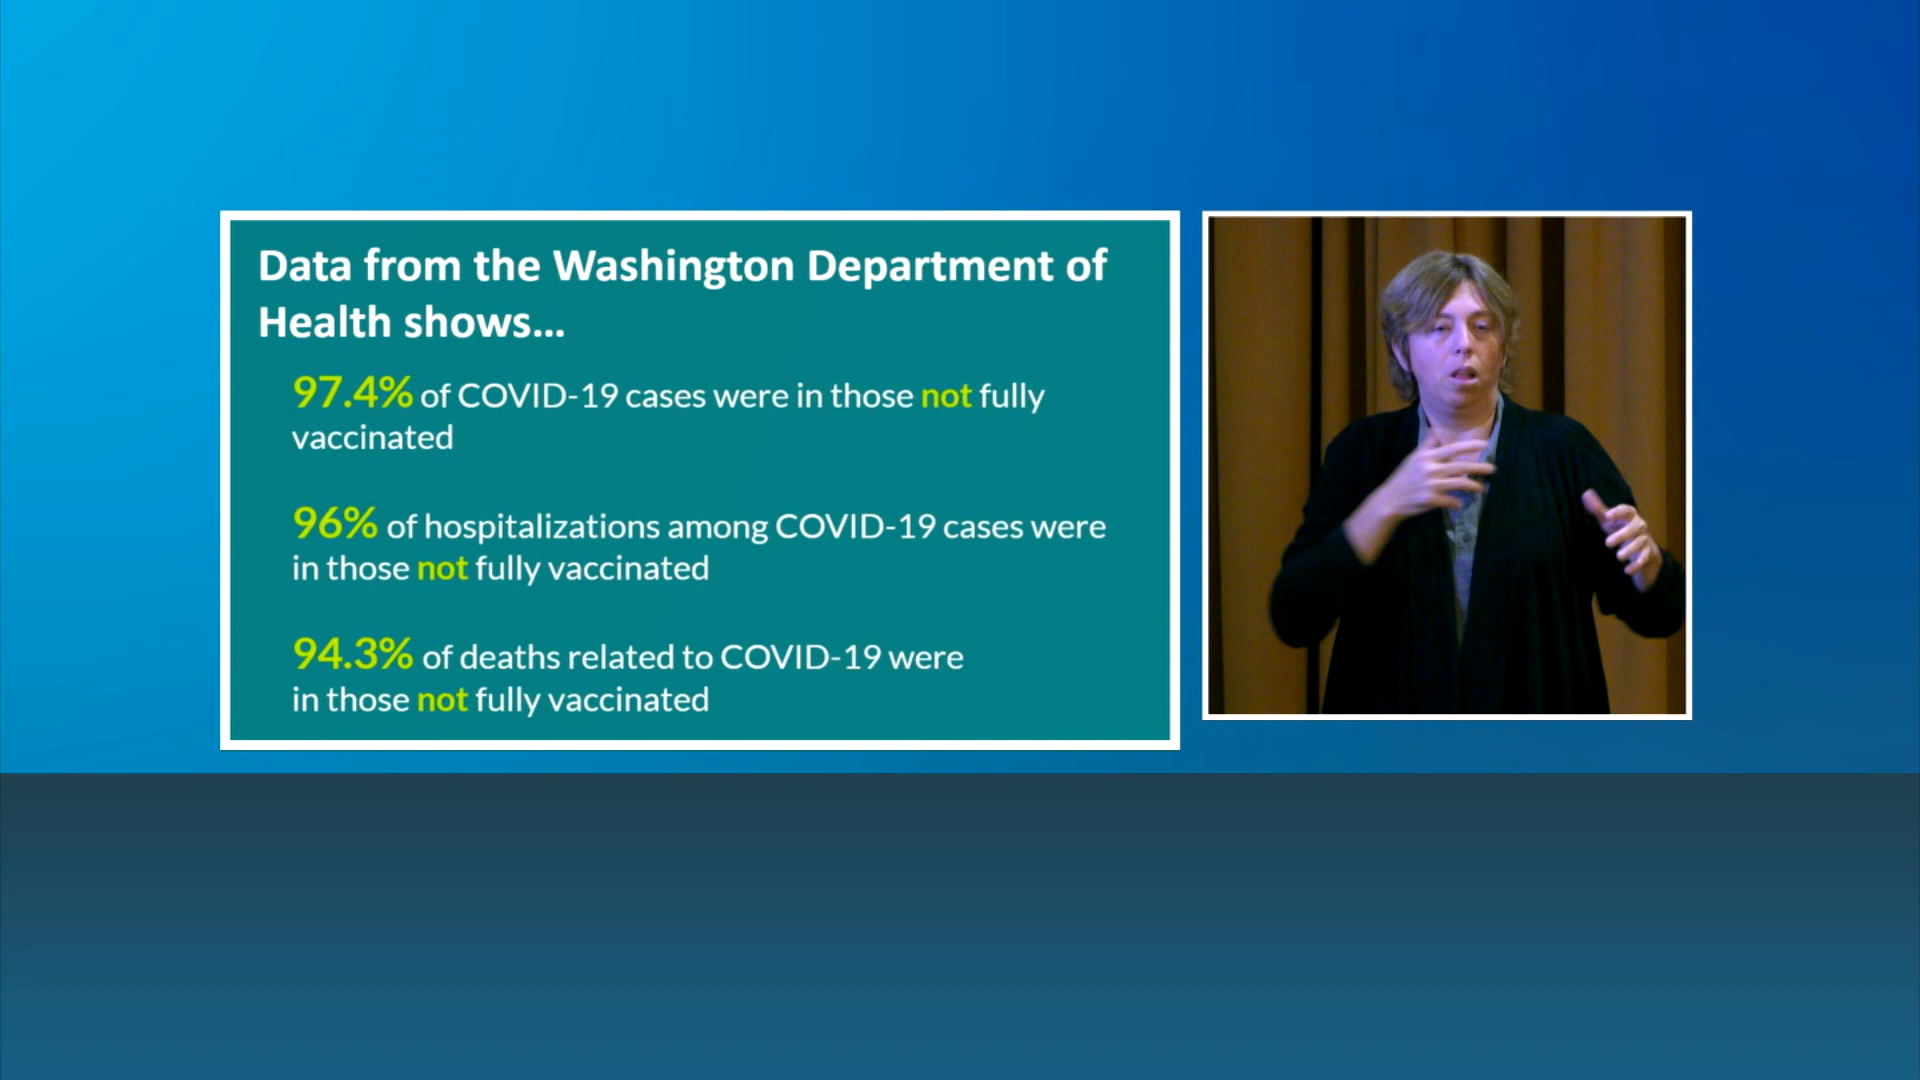 Data from the Washington Department of
Health shows...
97.4% of COVID-19 cases were in those not fully
vaccinated
96% of hospitalizations among COVID-19 cases were
in those not fully vaccinated
94.3% of deaths related to COVID-19 were
in those not fully vaccinated